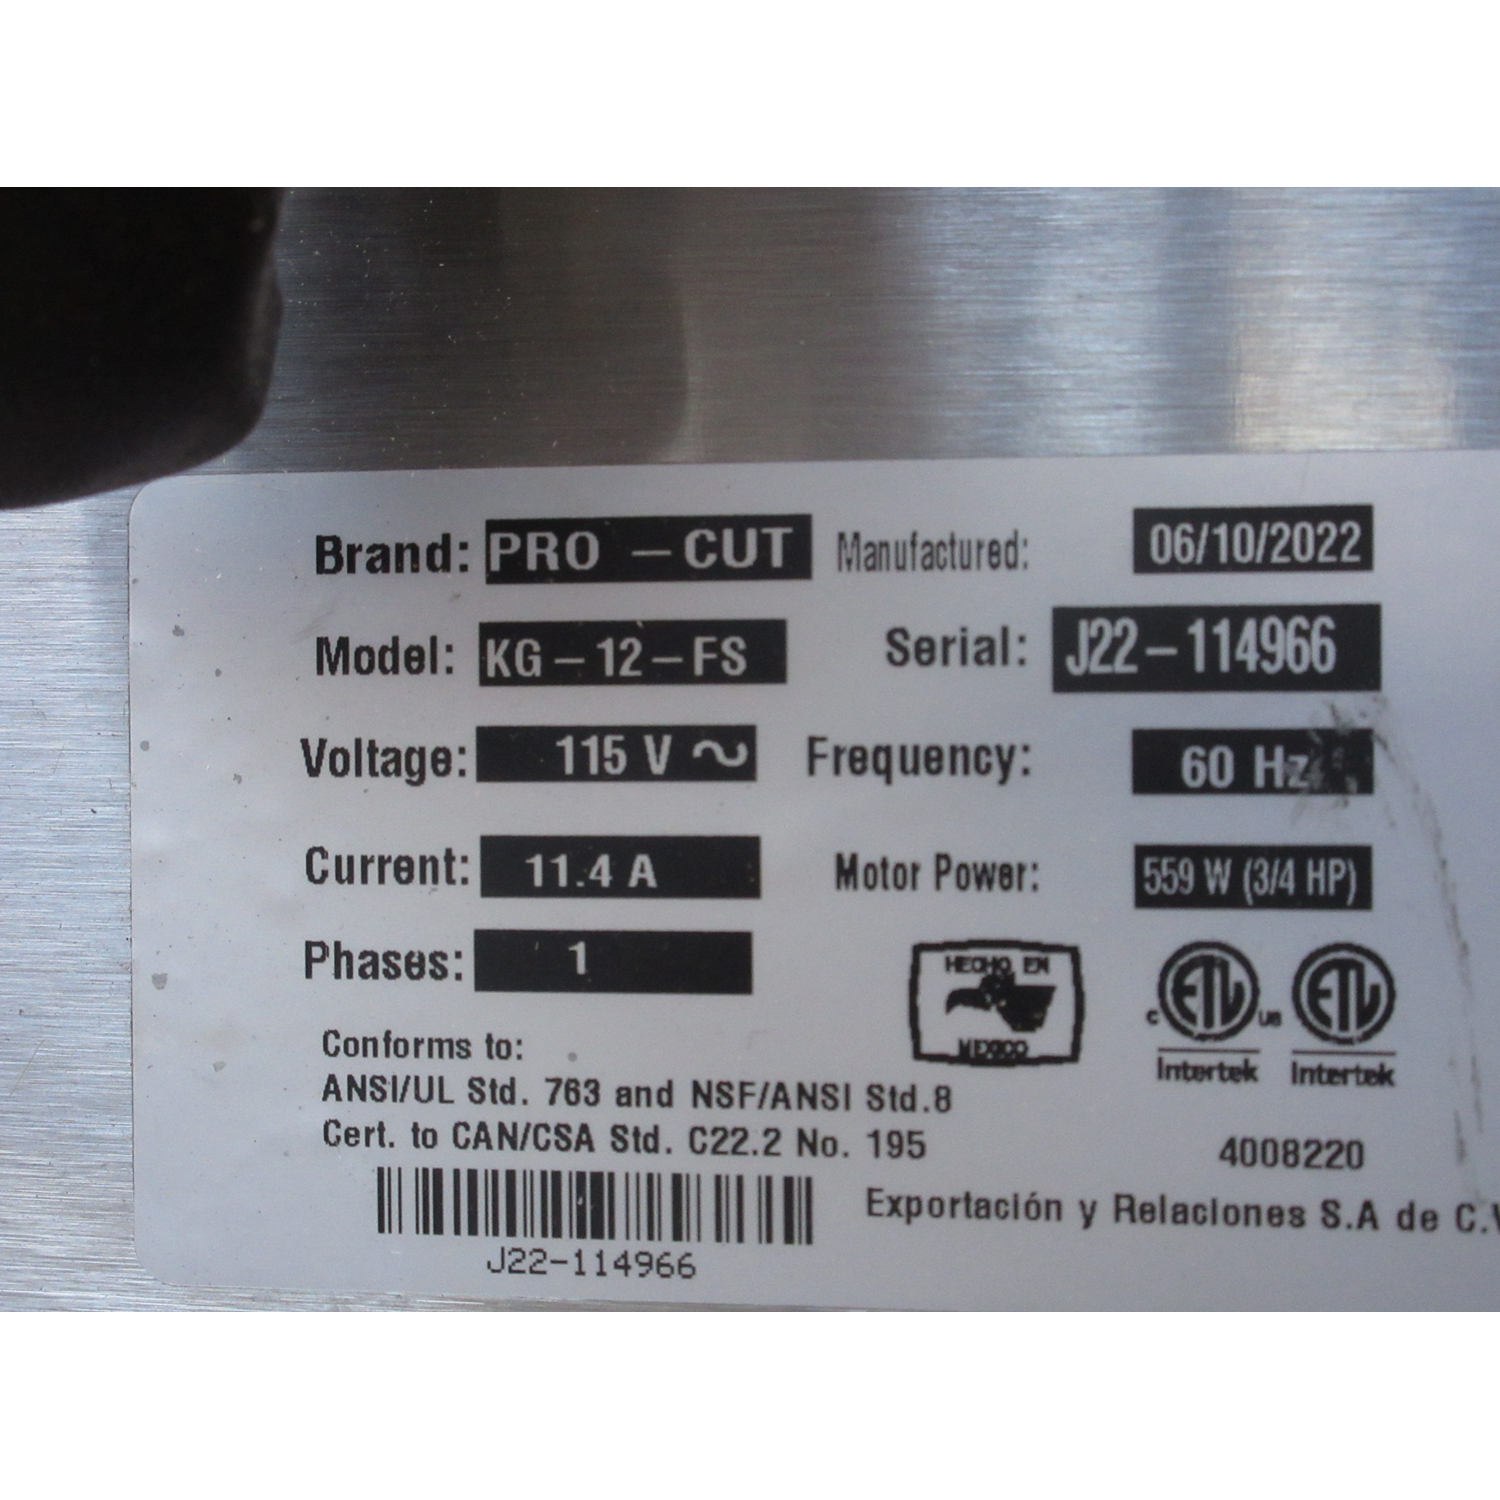 Brand: PRO – CUT Manufactured: 06/10/2022
Model: KG – 12 – FS Serial: J22 – 114966
Voltage: 115 V ~ Frequency: 60 Hz
Current: 11.4 A Motor Power: 559 W (3/4 HP)
Phases: 1
HECHO EN
MEXICO
C ETL US
Intertek
ETL
Intertek
Conforms to:
ANSI/UL Std. 763 and NSF/ANSI Std.8
Cert. to CAN/CSA Std. C22.2 No. 195
4008220
Exportación y Relaciones S.A de C.V
J22-114966